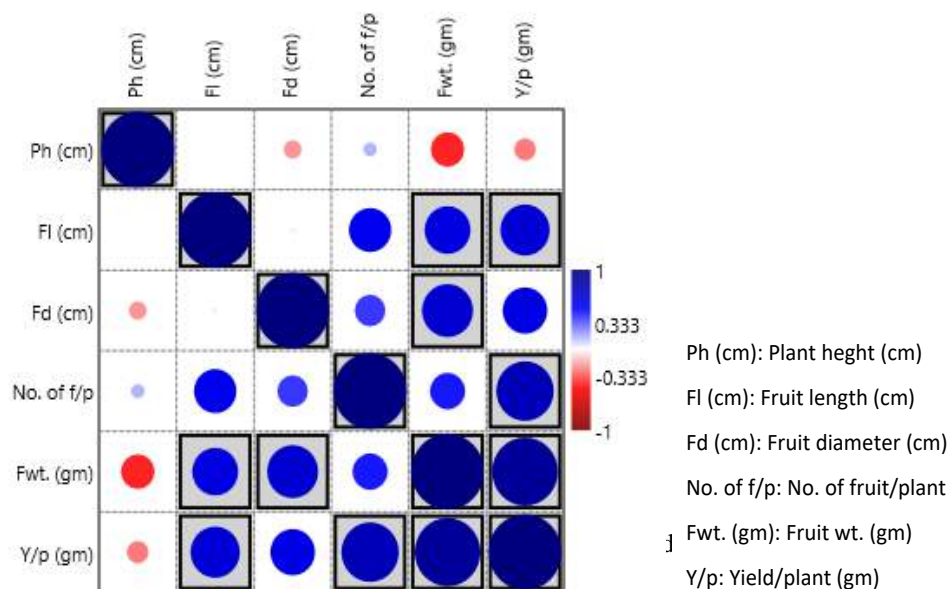 Ph (cm)
Fl (cm)
Fd (cm)
No. of f/p
Fwt. (gm)
Y/p (gm)
Ph (cm)
Fl (cm)
Fd (cm)
No. of f/p
Fwt. (gm)
Y/p (gm)
1
0.333
-0.333
-1
Ph (cm): Plant heght (cm)
Fl (cm): Fruit length (cm)
Fd (cm): Fruit diameter (cm)
No. of f/p: No. of fruit/plant
Fwt. (gm): Fruit wt. (gm)
Y/p: Yield/plant (gm)